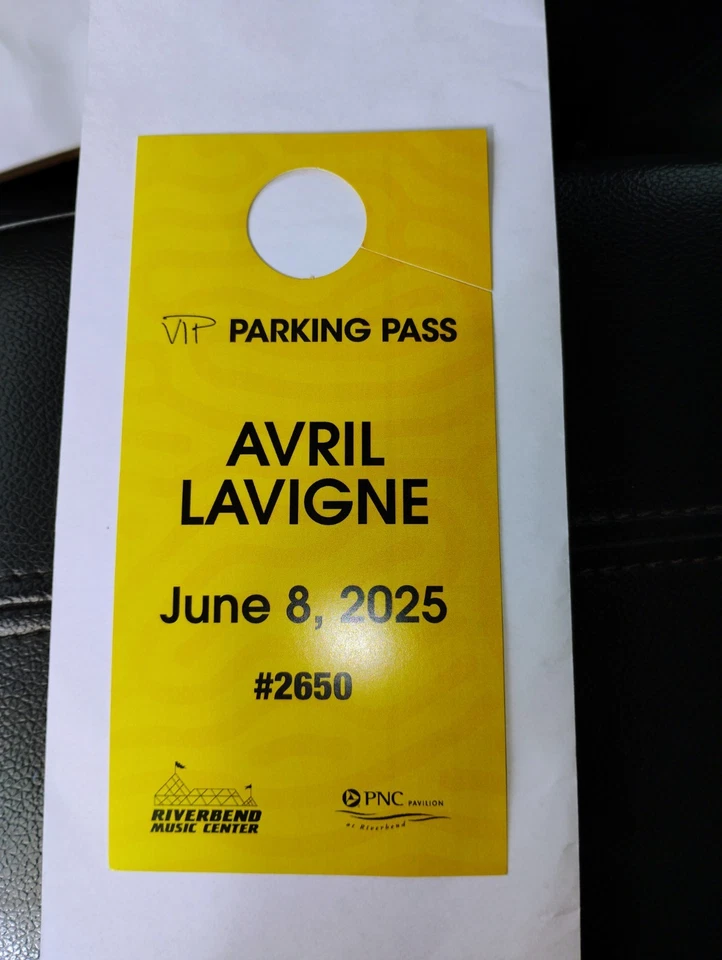 VIP PARKING PASS
AVRIL
LAVIGNE
June 8, 2025
#2650
RIVERBEND
MUSIC CENTER
PNC PAVILION
at Riverbend